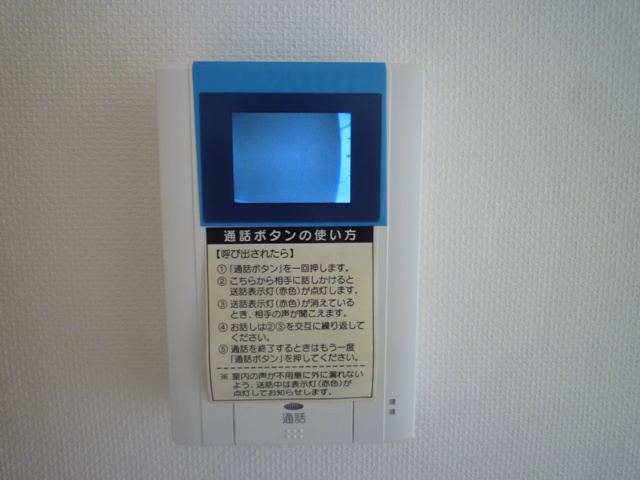 通話ボタンの使い方
【呼び出されたら】
①「通話ボタン」を一回押します。
② こちらから相手に話しかけると
送話表示灯(赤色)が点灯します。
③ 送話表示灯(赤色)が消えている
とき、相手の声が聞こえます。
④ お話しは②③を交互に繰り返して
ください。
⑤ 通話を終了するときはもう一度
「通話ボタン」を押してください。
※ 室内の声が不用意に外に漏れない
よう、送話中は表示灯(赤色)が
点灯してお知らせします。
通話